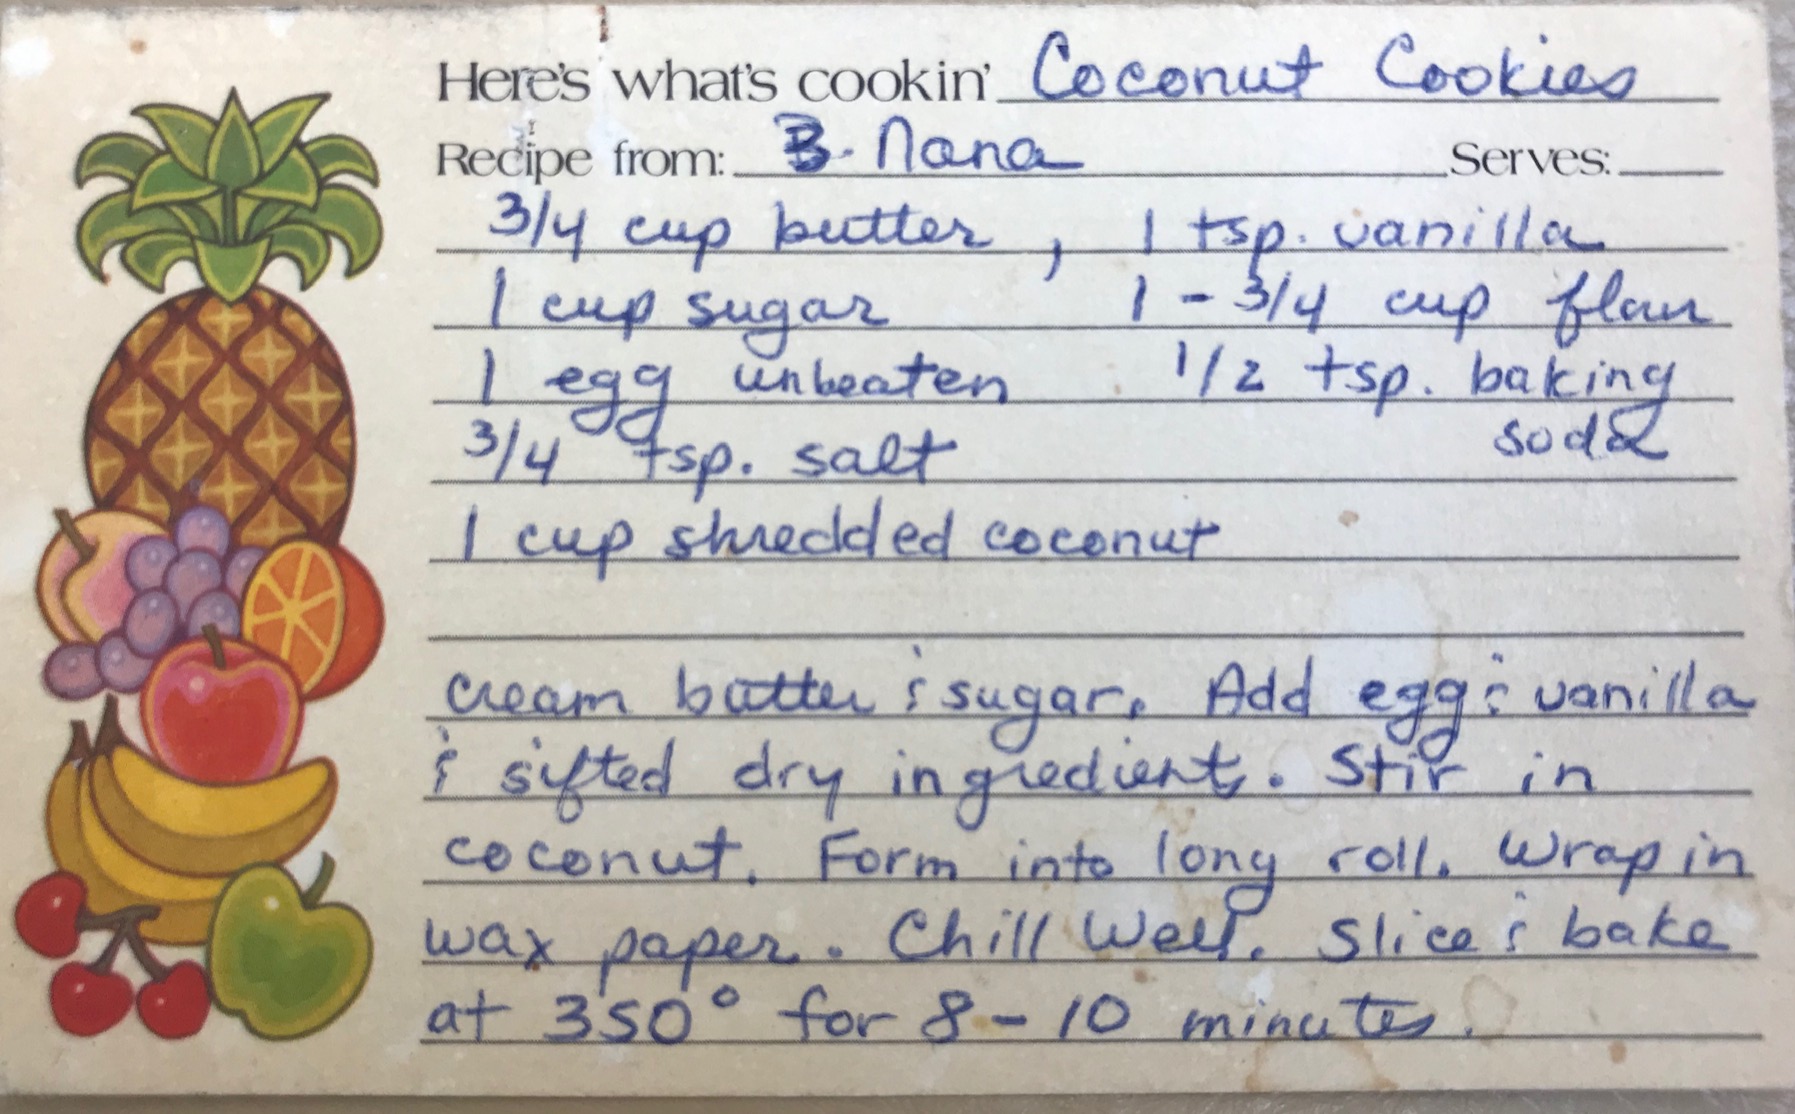 Here's what's cookin' Coconut Cookies
Recipe from: B. Nana Serves:
3/4 cup butter, 1 tsp. vanilla
1 cup sugar 1 - 3/4 cup flour
1 egg unbeaten 1/2 tsp. baking
3/4 tsp. salt soda
1 cup shredded coconut
cream butter & sugar. Add egg & vanilla
& sifted dry ingredients. Stir in
coconut. Form into long roll. Wrap in
wax paper. Chill Well. Slice & bake
at 350° for 8 - 10 minutes.